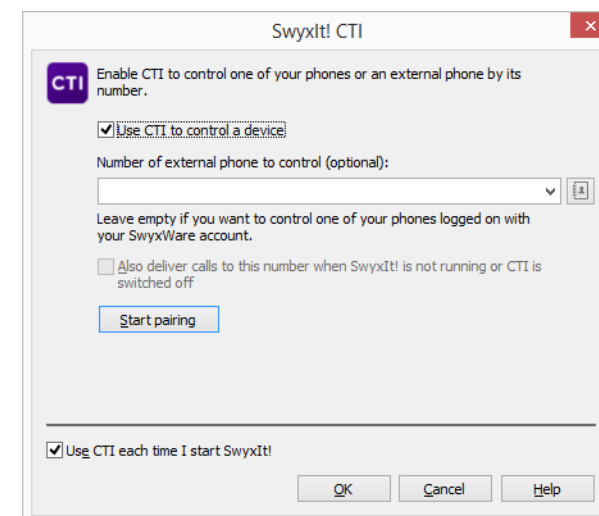 SwyxIt! CTI
CTI
Enable CTI to control one of your phones or an external phone by its
number.
Use CTI to control a device
Number of external phone to control (optional):
Leave empty if you want to control one of your phones logged on with
your SwyxWare account.
Also deliver calls to this number when SwyxIt! is not running or CTI is
switched off
Start pairing
Use CTI each time I start SwyxIt!
OK Cancel Help